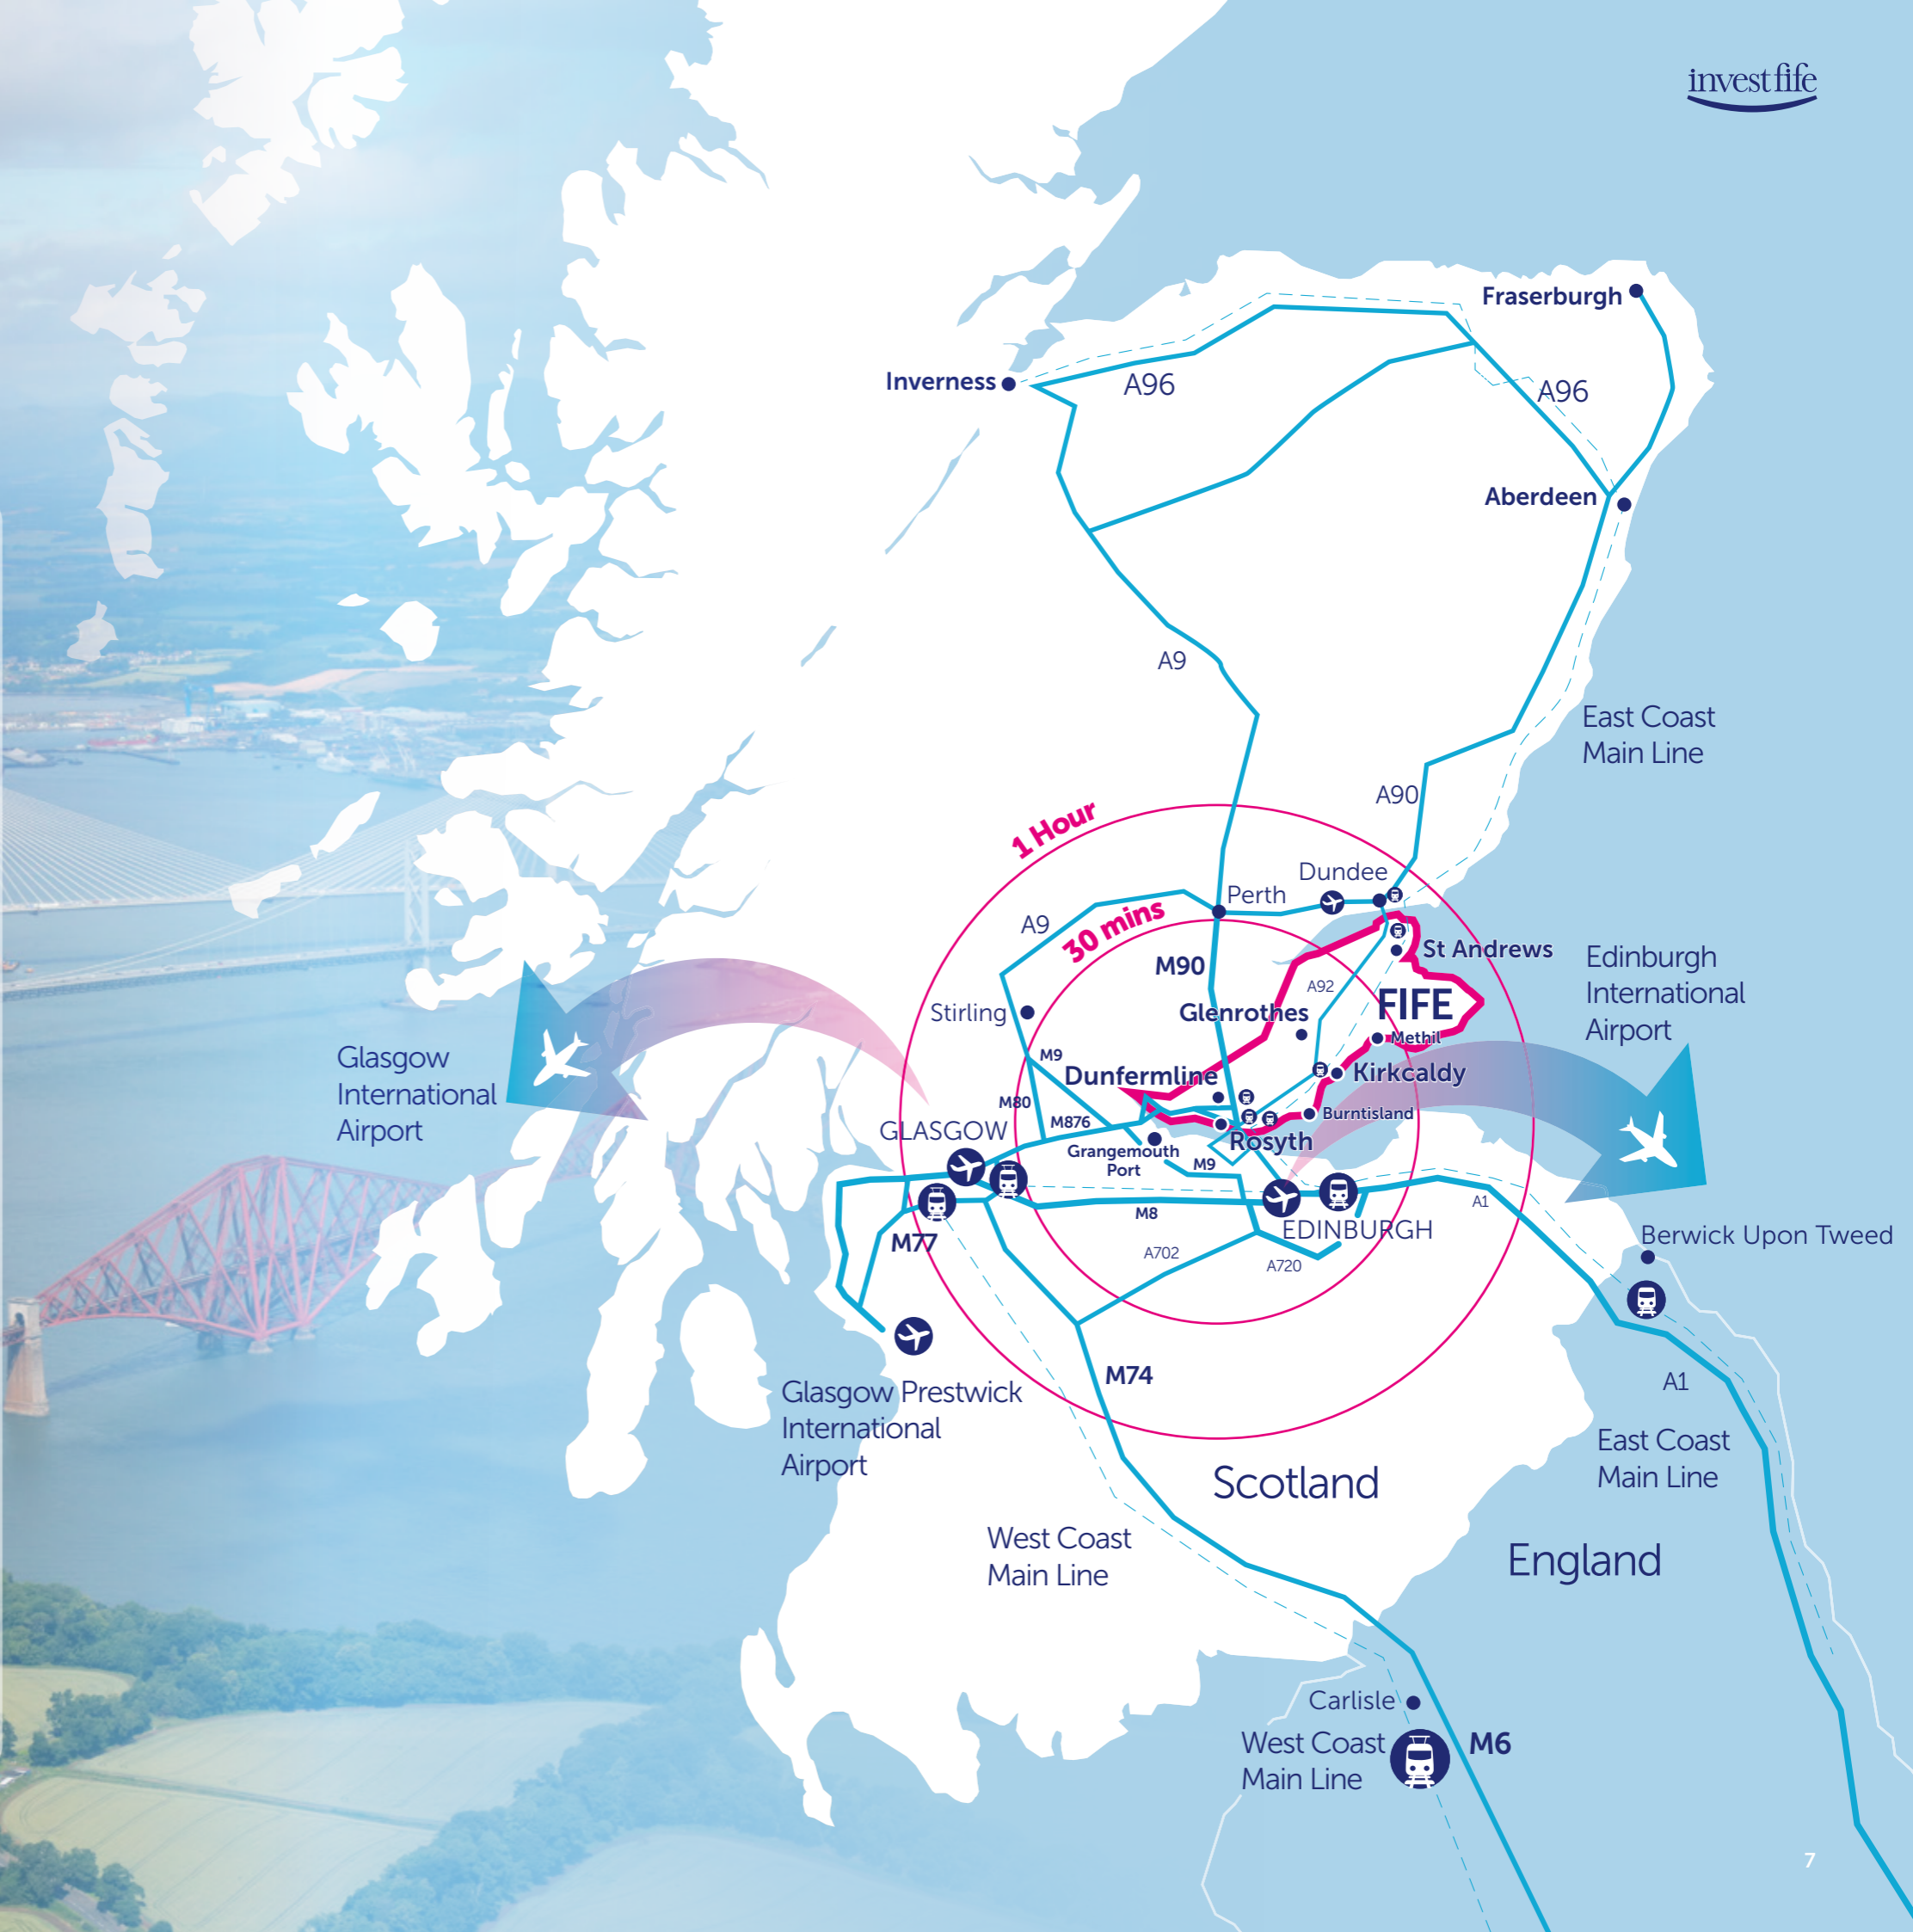 investfife
Fraserburgh
Inverness
A96
A96
Aberdeen
A9
East Coast
Main Line
A90
1 Hour
Dundee
Perth
30 mins
A9
St Andrews
M90
Edinburgh
International
Airport
A92
FIFE
Stirling
Glenrothes
Methil
Glasgow
International
Airport
M9
Dunfermline
Kirkcaldy
M80
Burntisland
M876
GLASGOW
Rosyth
Grangemouth
Port
M9
A1
M8
EDINBURGH
Berwick Upon Tweed
M77
A702
A720
M74
A1
Glasgow Prestwick
International
Airport
East Coast
Main Line
Scotland
West Coast
Main Line
England
Carlisle
West Coast
Main Line
M6
7